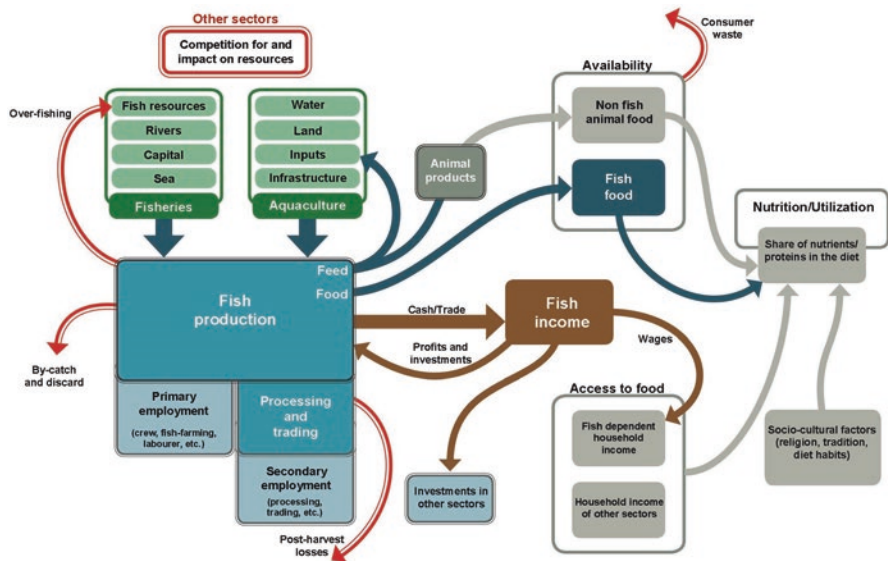 Other sectors
Competition for and
impact on resources
Consumer
waste
Availability
Over-fishing
Fish resources
Rivers
Capital
Sea
Fisheries
Water
Land
Inputs
Infrastructure
Aquaculture
Animal
products
Non fish
animal food
Fish
food
Nutrition/Utilization
Share of nutrients/
proteins in the diet
Feed
Food
Fish
production
Cash/Trade
Fish
income
Profits and
investments
Wages
By-catch
and discard
Primary
employment
(crew, fish-farming,
labourer, etc.)
Processing
and
trading
Secondary
employment
(processing,
trading, etc.)
Post-harvest
losses
Investments in
other sectors
Access to food
Fish dependent
household
income
Household income
of other sectors
Socio-cultural factors
(religion, tradition,
diet habits)